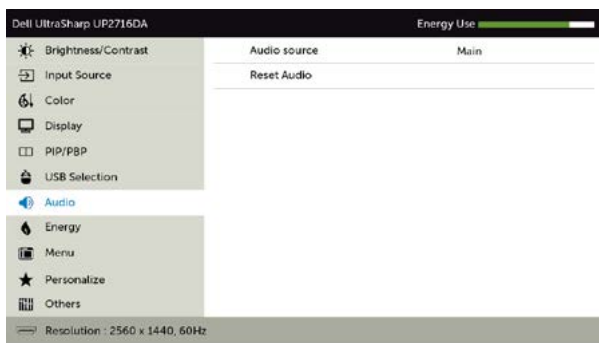 Dell UltraSharp UP2716DA
Energy Use
Brightness/Contrast
Audio source
Main
Input Source
Reset Audio
Color
Display
PIP/PBP
USB Selection
Audio
Energy
Menu
Personalize
Others
Resolution : 2560 x 1440, 60Hz